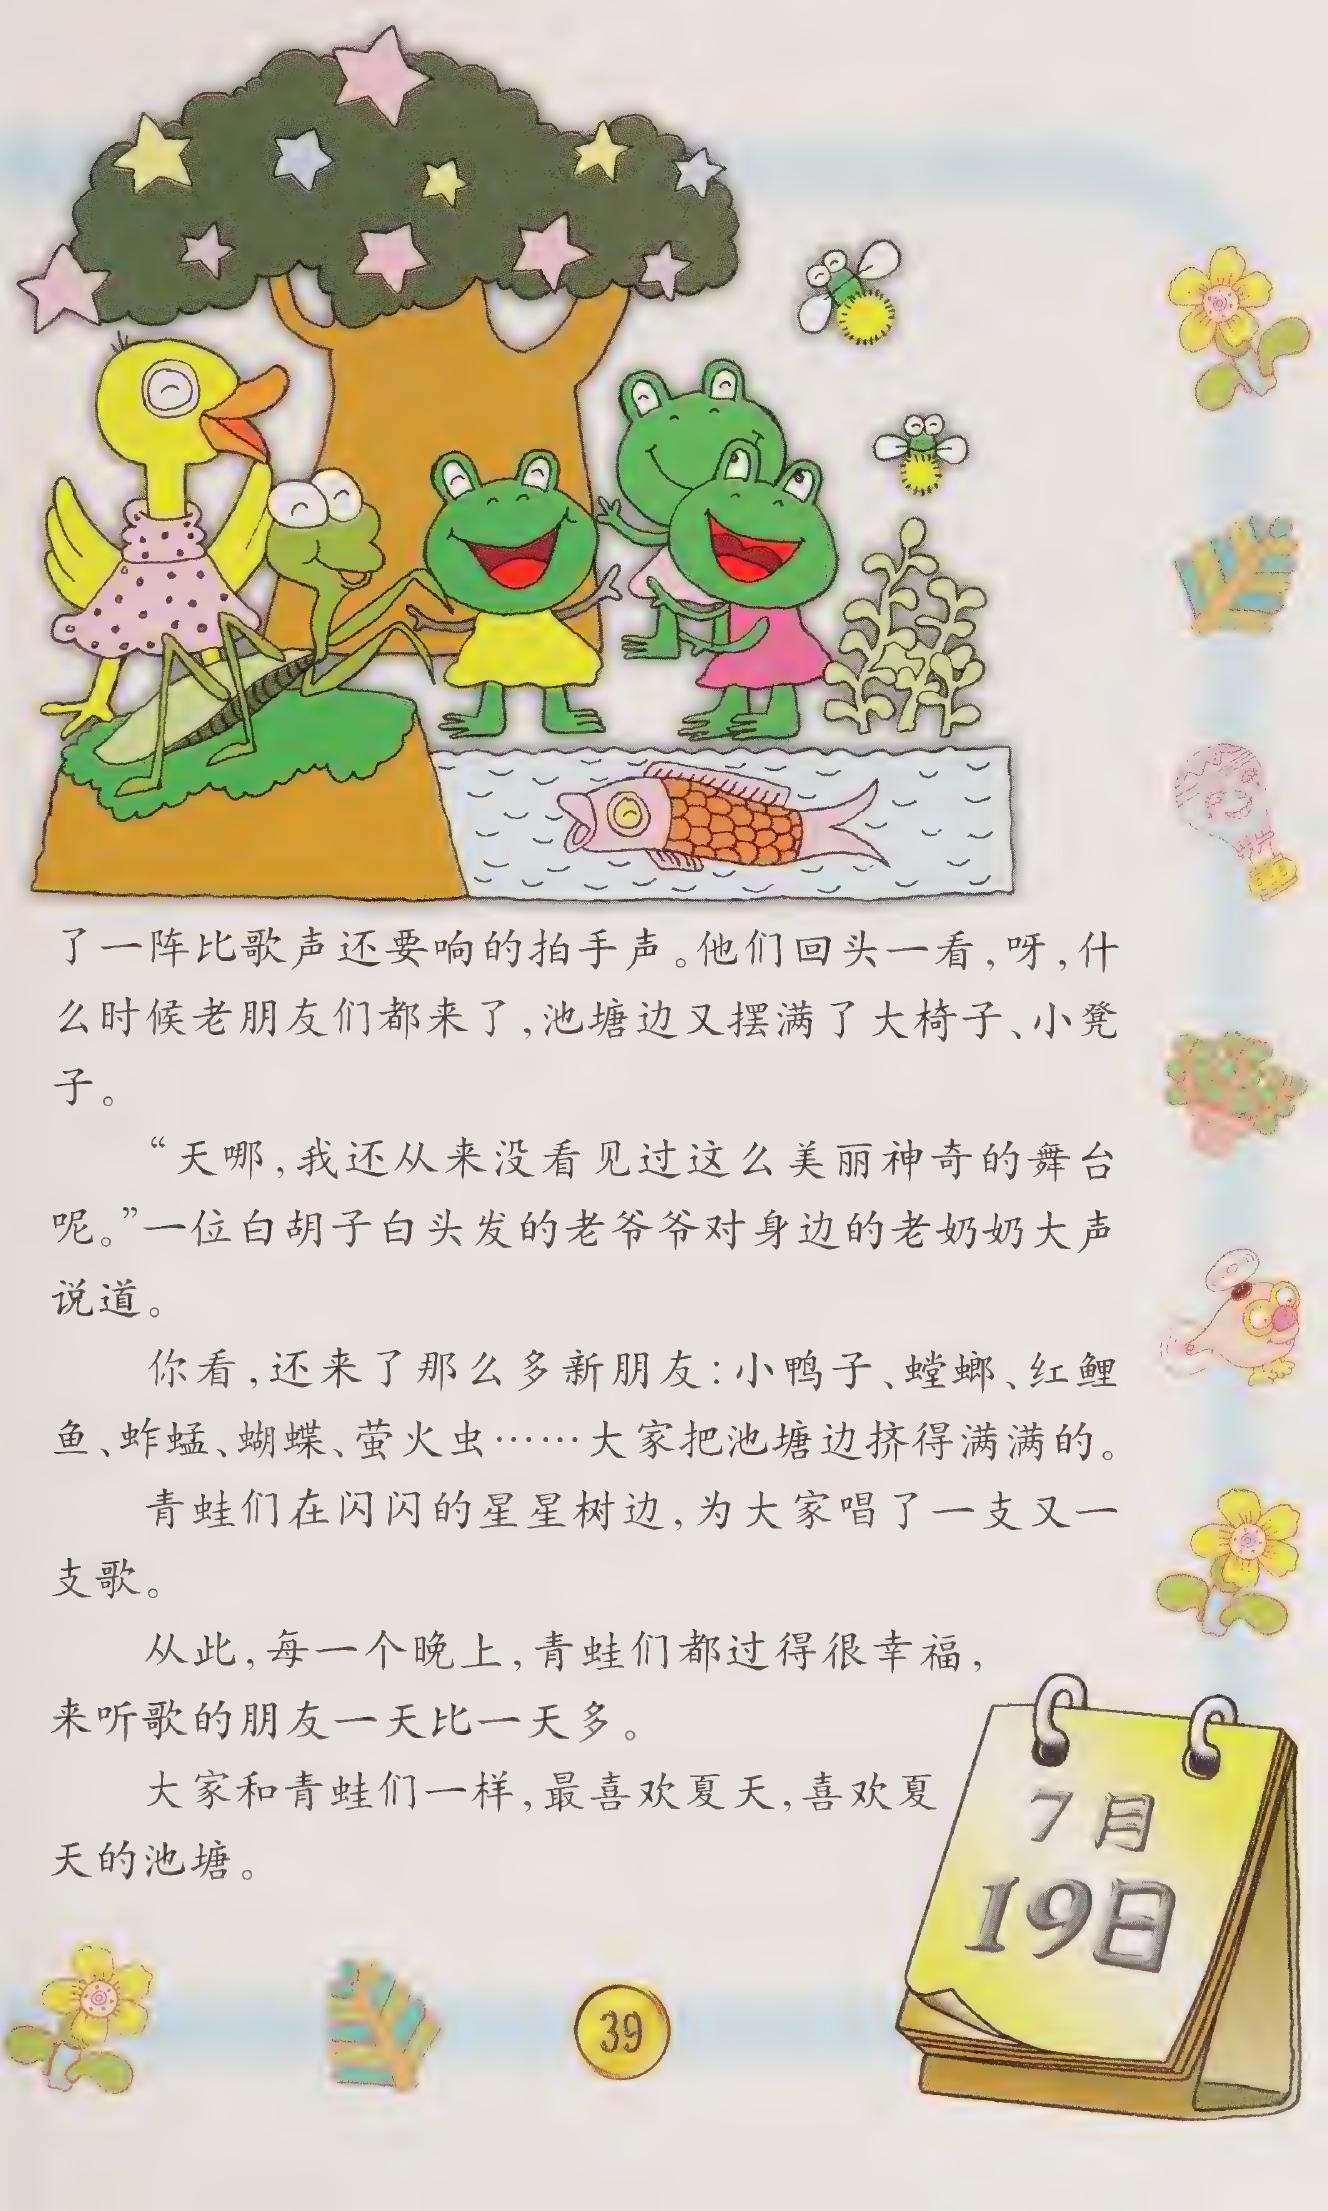 了一阵比歌声还要响的拍手声。他们回头一看,呀,什
么时候老朋友们都来了,池塘边又摆满了大椅子、小凳
子。
“天哪,我还从来没看见过这么美丽神奇的舞台
呢。”一位白胡子白头发的老爷爷对身边的老奶奶大声
说道。
你看,还来了那么多新朋友:小鸭子、螳螂、红鲤
鱼、蚱蜢、蝴蝶、萤火虫……大家把池塘边挤得满满的。
青蛙们在闪闪的星星树边,为大家唱了一支又一
支歌。
从此,每一个晚上,青蛙们都过得很幸福,
来听歌的朋友一天比一天多。
大家和青蛙们一样,最喜欢夏天,喜欢夏
天的池塘。
7月
19日
39